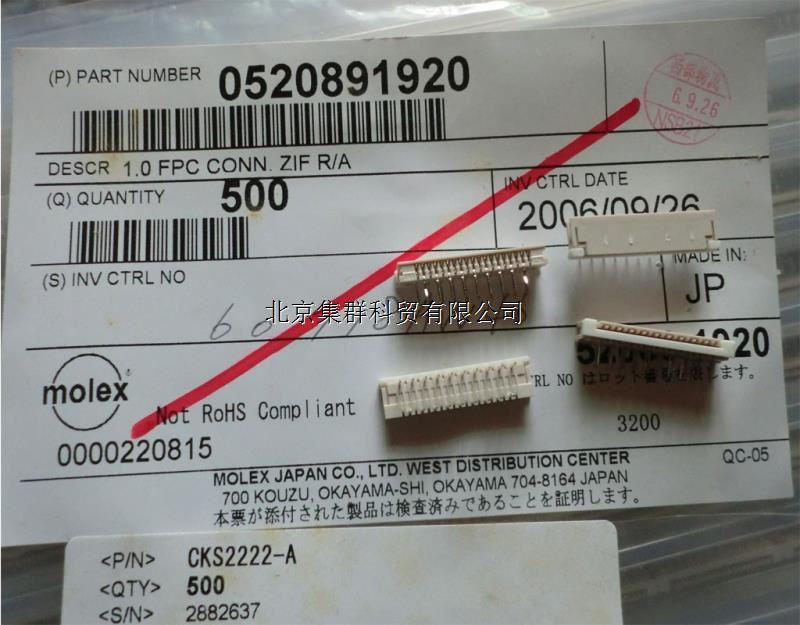 (P) PART NUMBER 0520891920
6.9.26
DESCR 1.0 FPC CONN. ZIF R/A
(Q) QUANTITY 500
INV CTRL DATE
2006/09/26
(S) INV CTRL NO
MADE IN:
JP
北京集群科贸有限公司
1920
molex
Not RoHS Compliant
CTRL NO はロット番号を表します。
0000220815
3200
MOLEX JAPAN CO., LTD. WEST DISTRIBUTION CENTER
QC-05
700 KOUZU, OKAYAMA-SHI, OKAYAMA 704-8164 JAPAN
本票が添付された製品は検査済みであることを証明します。
<P/N> CKS2222-A
<QTY> 500
<S/N> 2882637